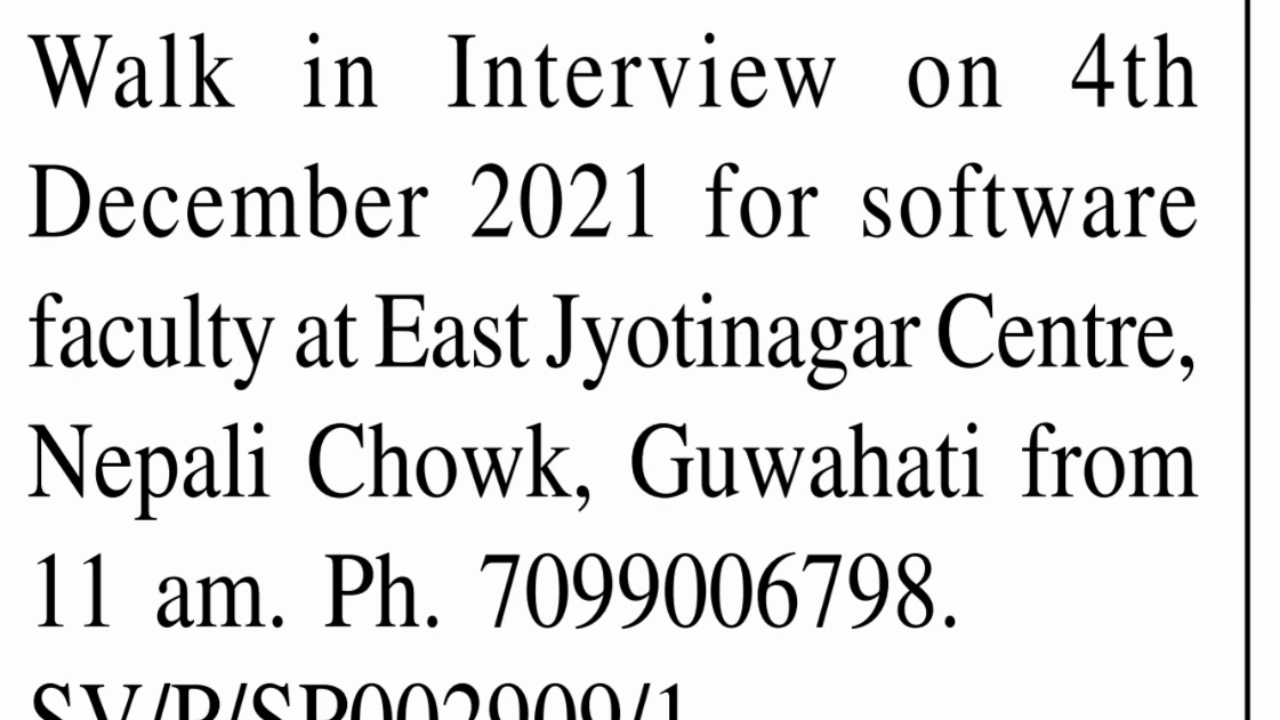 Walk in Interview on 4th
December 2021 for software
faculty at East Jyotinagar Centre,
Nepali Chowk, Guwahati from
11 am. Ph. 7099006798.